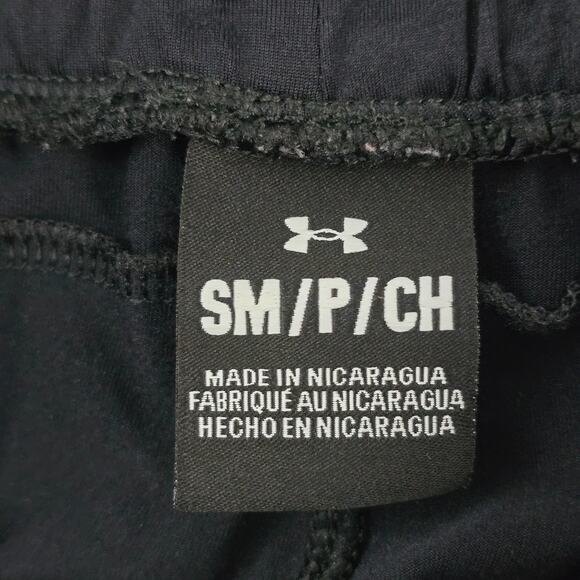 SM/P/CH
MADE IN NICARAGUA
FABRIQUÉ AU NICARAGUA
HECHO EN NICARAGUA